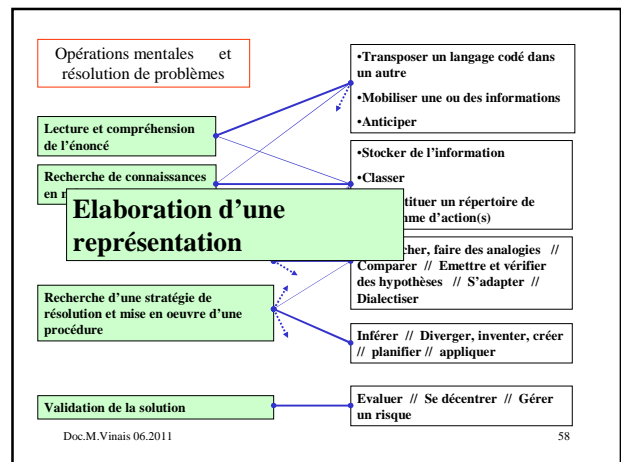 Opérations mentales et
résolution de problèmes
Lecture et compréhension
de l'énoncé
Recherche de connaissances
en
Elaboration d'une
représentation
Recherche d'une stratégie de
résolution et mise en oeuvre d'une
procédure
Validation de la solution
•Transposer un langage codé dans
un autre
•Mobiliser une ou des informations
•Anticiper
•Stocker de l'information
•Classer
un répertoire de
d'action(s)
faire des analogies //
Comparer // Emettre et vérifier
des hypothèses // S'adapter //
Dialectiser
Inférer // Diverger, inventer, créer
// planifier // appliquer
Evaluer // Se décentrer // Gérer
un risque
Doc.M.Vinais 06.2011
58